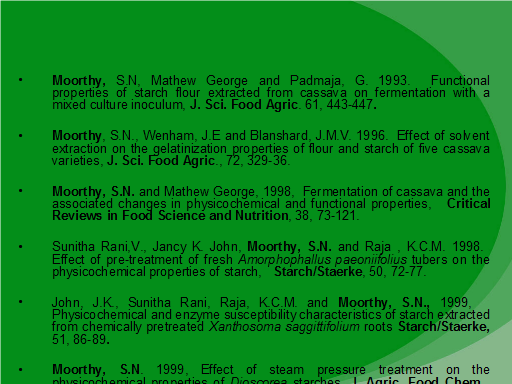 • Moorthy, S.N, Mathew George and Padmaja, G. 1993. Functional
properties of starch flour extracted from cassava on fermentation with a
mixed culture inoculum, J. Sci. Food Agric. 61, 443-447.
• Moorthy, S.N., Wenham, J.E and Blanshard, J.M.V. 1996. Effect of solvent
extraction on the gelatinization properties of flour and starch of five cassava
varieties, J. Sci. Food Agric., 72, 329-36.
• Moorthy, S.N. and Mathew George, 1998, Fermentation of cassava and the
associated changes in physicochemical and functional properties, Critical
Reviews in Food Science and Nutrition, 38, 73-121.
• Sunitha Rani,V., Jancy K. John, Moorthy, S.N. and Raja , K.C.M. 1998.
Effect of pre-treatment of fresh Amorphophallus paeoniifolius tubers on the
physicochemical properties of starch, Starch/Staerke, 50, 72-77.
• John, J.K., Sunitha Rani, Raja, K.C.M. and Moorthy, S.N., 1999,
Physicochemical and enzyme susceptibility characteristics of starch extracted
from chemically pretreated Xanthosoma saggittifolium roots Starch/Staerke,
51, 86-89.
• Moorthy, S.N. 1999, Effect of steam pressure treatment on the
physicochemical properties of Dioscorea starches, J. Agric. Food Chem.,